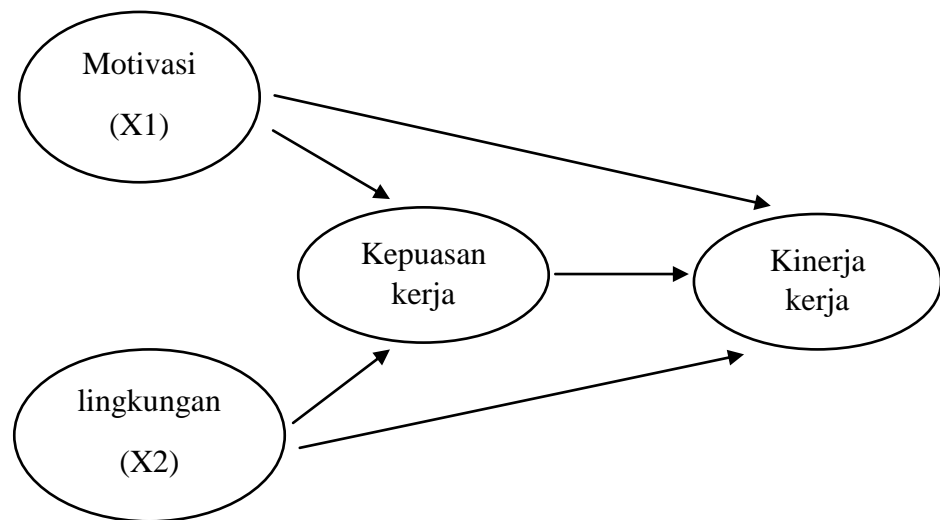 Motivasi
(X1)
Kepuasan
kerja
Kinerja
kerja
lingkungan
(X2)